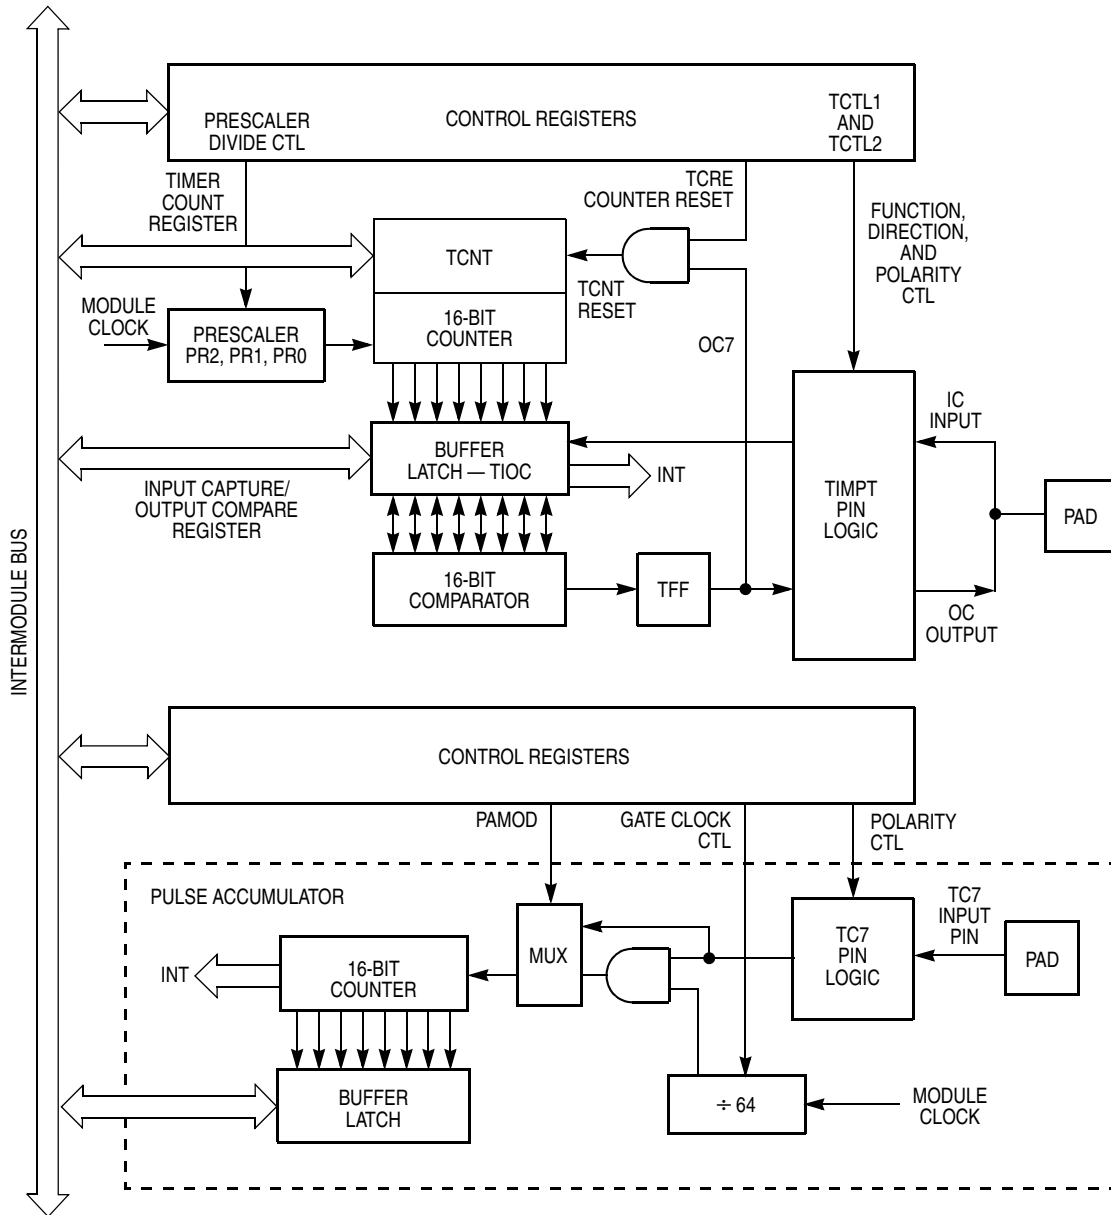 INTERMODULE BUS
PRESCALER
DIVIDE CTL
CONTROL REGISTERS
TCTL1
AND
TCTL2
TIMER
COUNT
REGISTER
TCRE
COUNTER RESET
FUNCTION,
DIRECTION,
AND
POLARITY
CTL
TCNT
TCNT
RESET
MODULE
CLOCK
PRESCALER
PR2, PR1, PR0
16-BIT
COUNTER
OC7
IC
INPUT
BUFFER
LATCH — TIOC
INT
INPUT CAPTURE/
OUTPUT COMPARE
REGISTER
TIMPT
PIN
LOGIC
PAD
16-BIT
COMPARATOR
TFF
OC
OUTPUT
CONTROL REGISTERS
PAMOD
GATE CLOCK
CTL
POLARITY
CTL
PULSE ACCUMULATOR
TC7
INPUT
PIN
INT
16-BIT
COUNTER
MUX
TC7
PIN
LOGIC
PAD
BUFFER
LATCH
÷ 64
MODULE
CLOCK